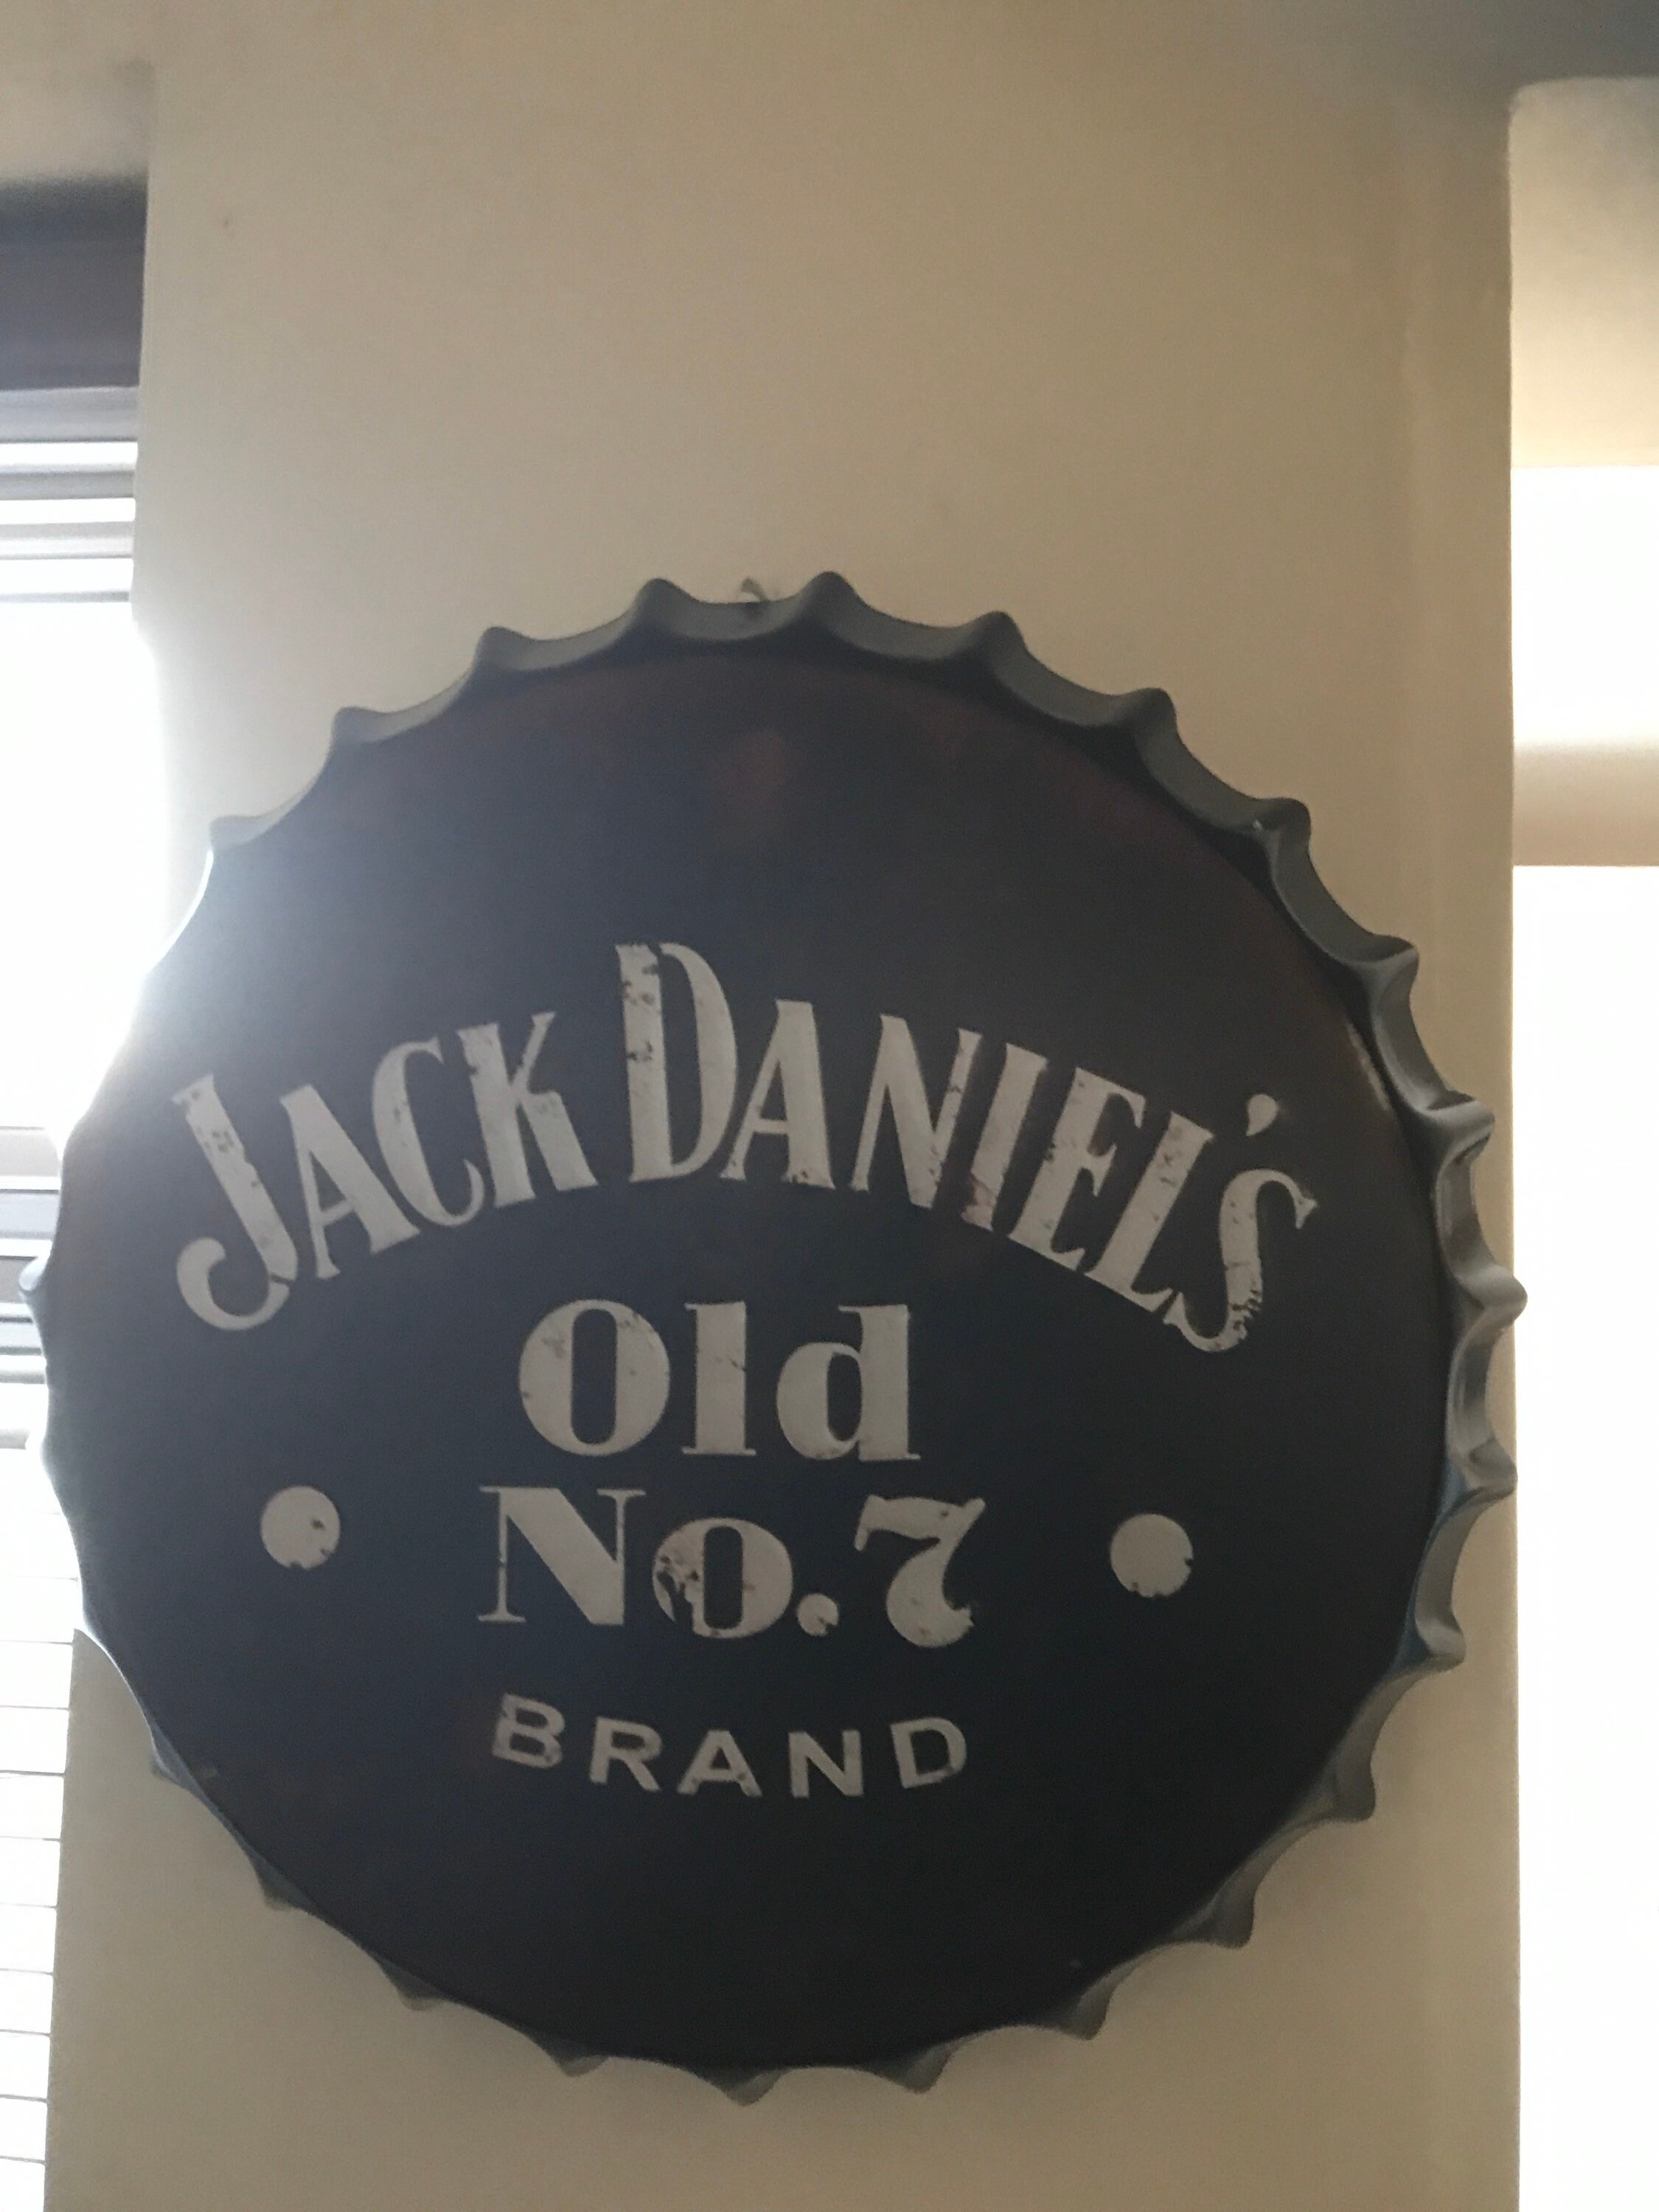 JACK DANIEL'S
Old
No.7
BRAND